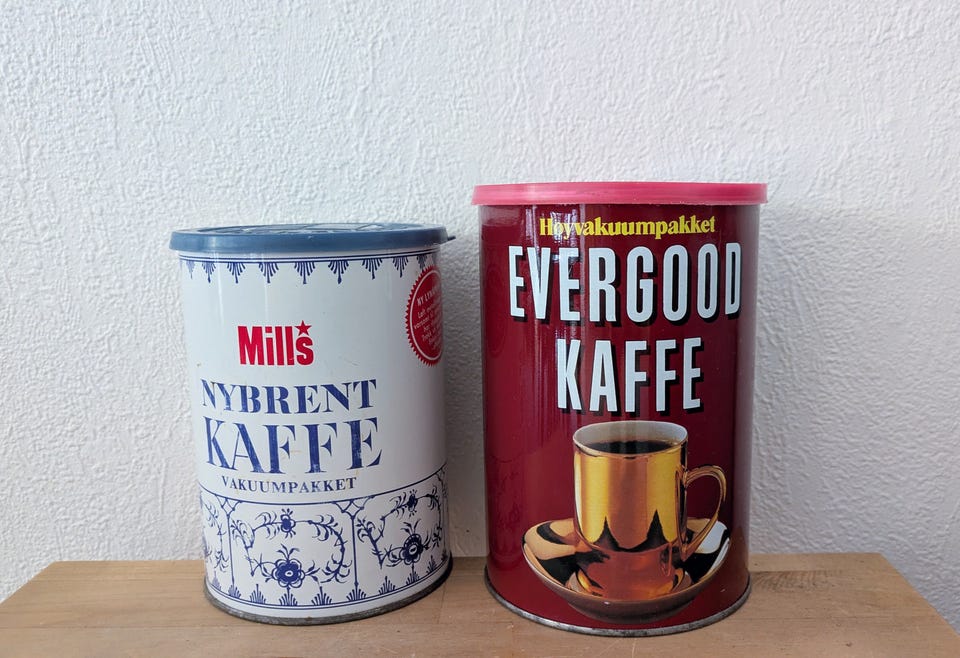 Mills
NYBRENT
KAFFE
VAKUUMPAKKET
Høyvakuumpakket
EVERGOOD
KAFFE